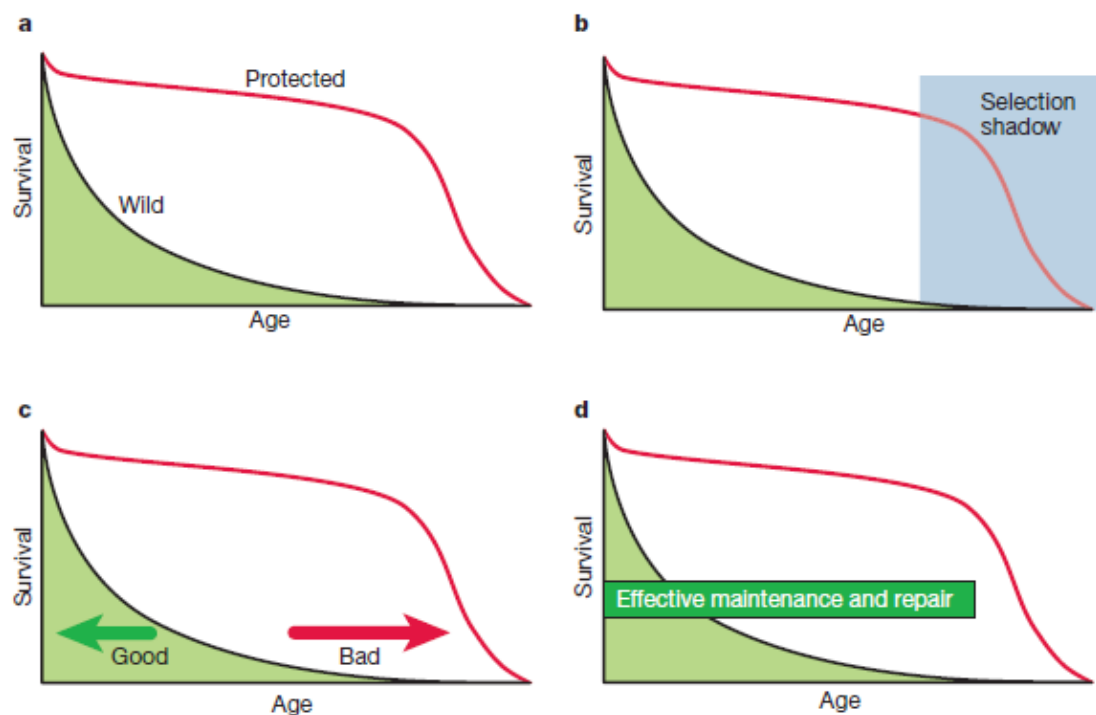 a
Protected
Wild
Survival
Age
b
Selection
shadow
Survival
Age
c
Good
Bad
Survival
Age
d
Effective maintenance and repair
Survival
Age